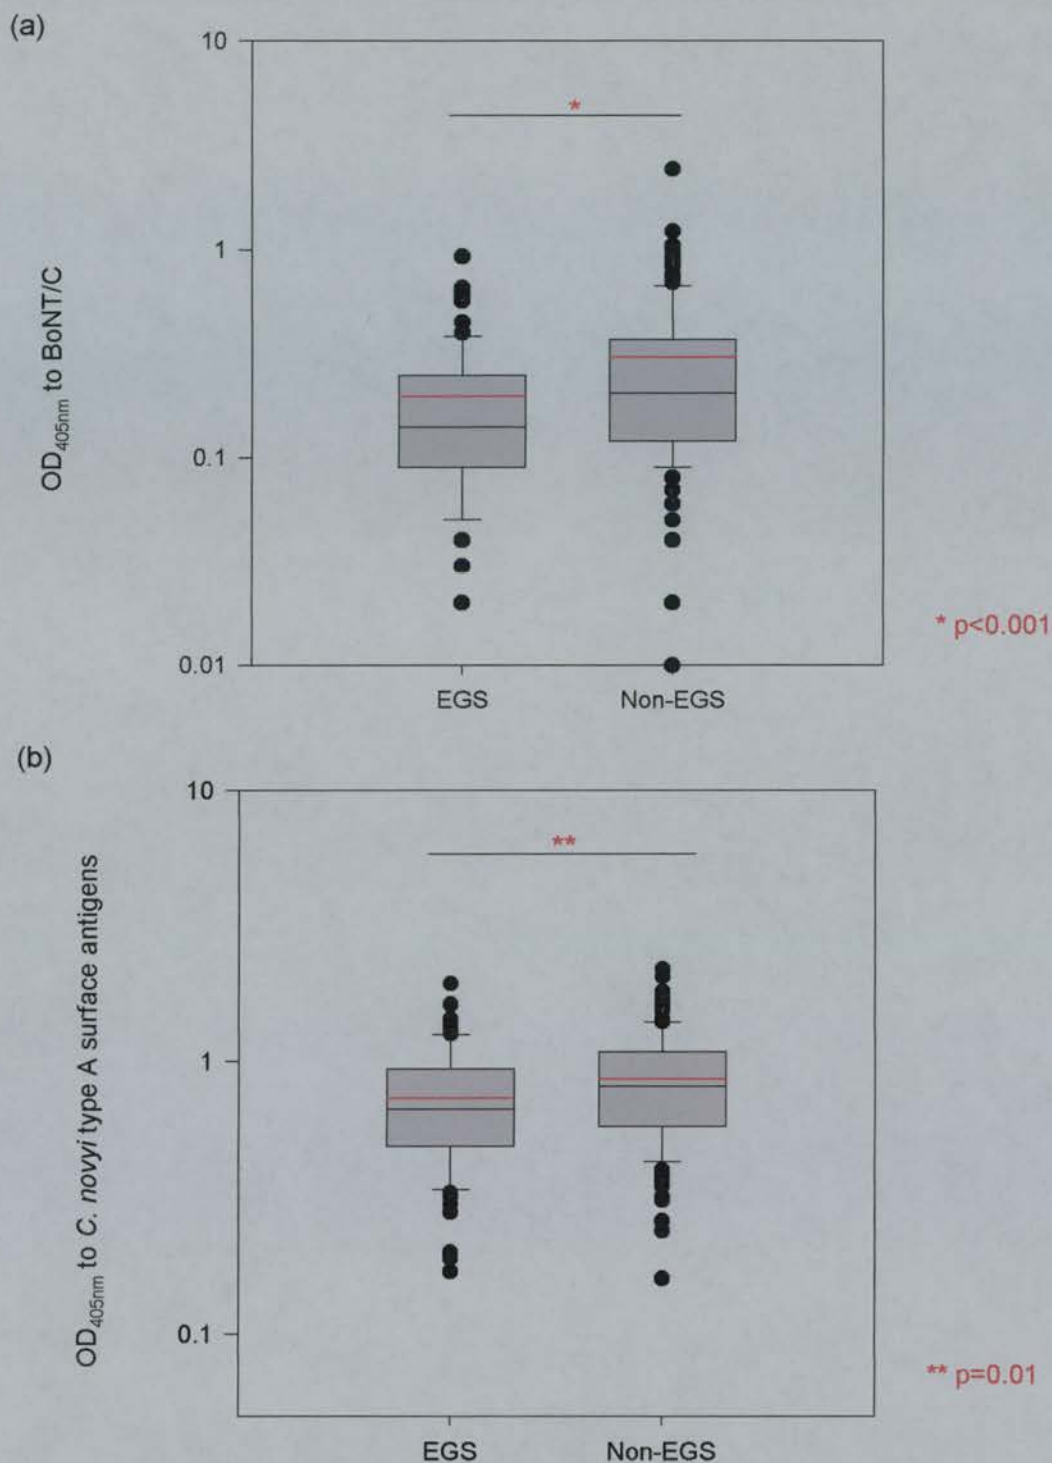 (a)
10
*
1
OD405nm to BoNT/C
0.1
* p<0.001
0.01
EGS
Non-EGS
(b)
10
**
OD405nm to C. novyi type A surface antigens
1
0.1
** p=0.01
EGS
Non-EGS